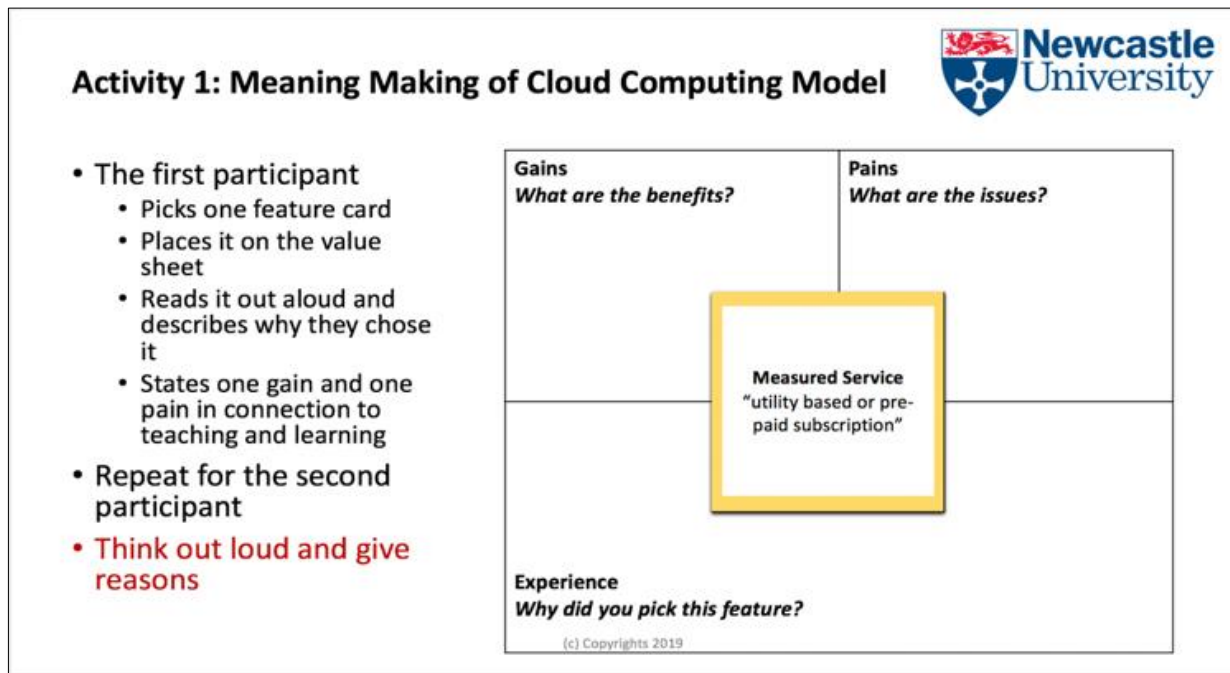 Activity 1: Meaning Making of Cloud Computing Model
Newcastle
University
• The first participant
• Picks one feature card
• Places it on the value
sheet
• Reads it out aloud and
describes why they chose
it
• States one gain and one
pain in connection to
teaching and learning
• Repeat for the second
participant
• Think out loud and give
reasons
Gains
What are the benefits?
Pains
What are the issues?
Measured Service
“utility based or pre-
paid subscription”
Experience
Why did you pick this feature?
(c) Copyrights 2019